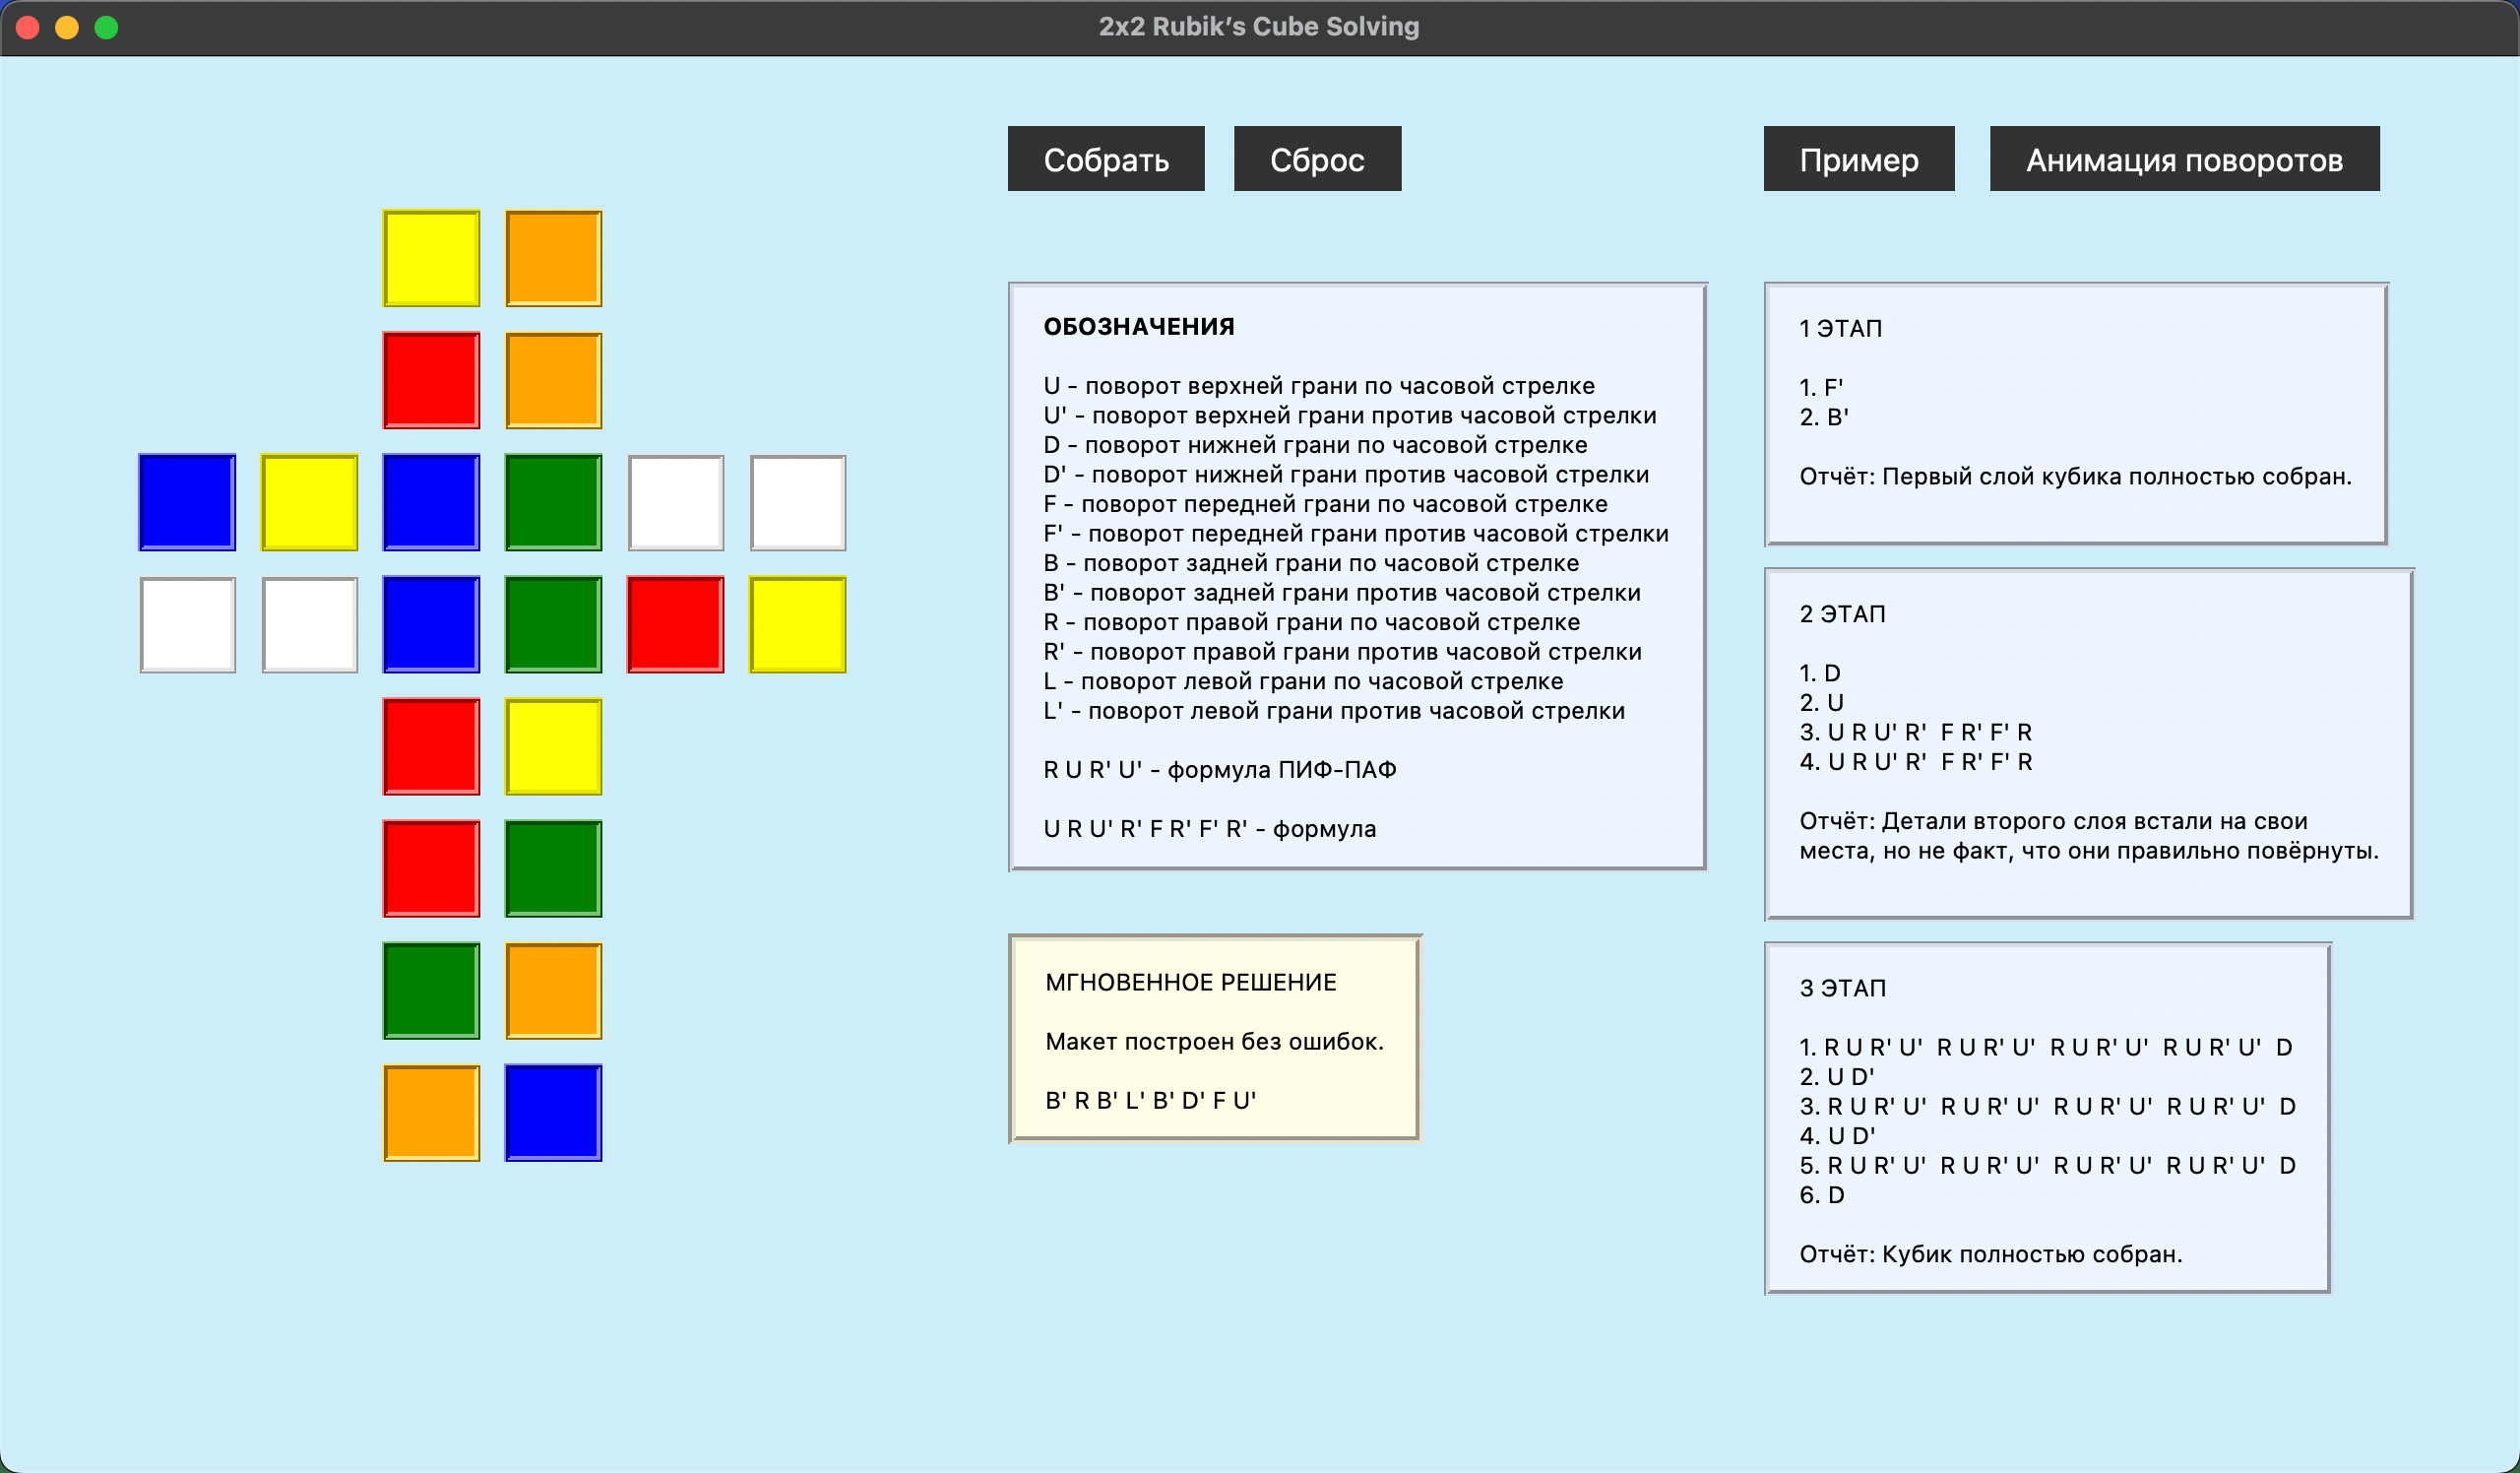 2x2 Rubik’s Cube Solving
Собрать
Сброс
Пример
Анимация поворотов
ОБОЗНАЧЕНИЯ
U - поворот верхней грани по часовой стрелке
U' - поворот верхней грани против часовой стрелки
D - поворот нижней грани по часовой стрелке
D' - поворот нижней грани против часовой стрелки
F - поворот передней грани по часовой стрелке
F' - поворот передней грани против часовой стрелки
B - поворот задней грани по часовой стрелке
B' - поворот задней грани против часовой стрелки
R - поворот правой грани по часовой стрелке
R' - поворот правой грани против часовой стрелки
L - поворот левой грани по часовой стрелке
L' - поворот левой грани против часовой стрелки
R U R' U' - формула ПИФ-ПАФ
U R U' R' F R' F' R' - формула
МГНОВЕННОЕ РЕШЕНИЕ
Макет построен без ошибок.
B' R B' L' B' D' F U'
1 ЭТАП
1. F'
2. B'
Отчёт: Первый слой кубика полностью собран.
2 ЭТАП
1. D
2. U
3. U R U' R'  F R' F' R
4. U R U' R'  F R' F' R
Отчёт: Детали второго слоя встали на свои
места, но не факт, что они правильно повёрнуты.
3 ЭТАП
1. R U R' U'  R U R' U'  R U R' U'  R U R' U'  D
2. U D'
3. R U R' U'  R U R' U'  R U R' U'  R U R' U'  D
4. U D'
5. R U R' U'  R U R' U'  R U R' U'  R U R' U'  D
6. D
Отчёт: Кубик полностью собран.